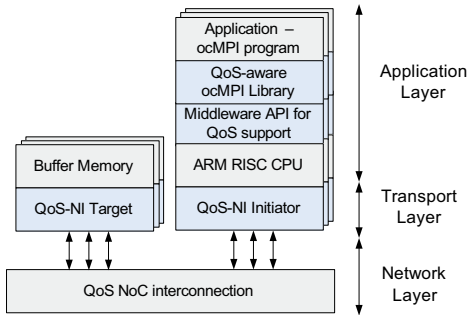 Application –
ocMPI program
QoS-aware
ocMPI Library
Middleware API for
QoS support
ARM RISC CPU
QoS-NI Initiator
Buffer Memory
QoS-NI Target
QoS NoC interconnection
Application
Layer
Transport
Layer
Network
Layer